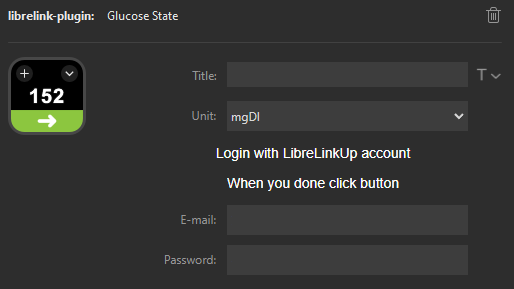 librelink-plugin: Glucose State
152
Title:
T
Unit: mgDl
Login with LibreLinkUp account
When you done click button
E-mail:
Password: